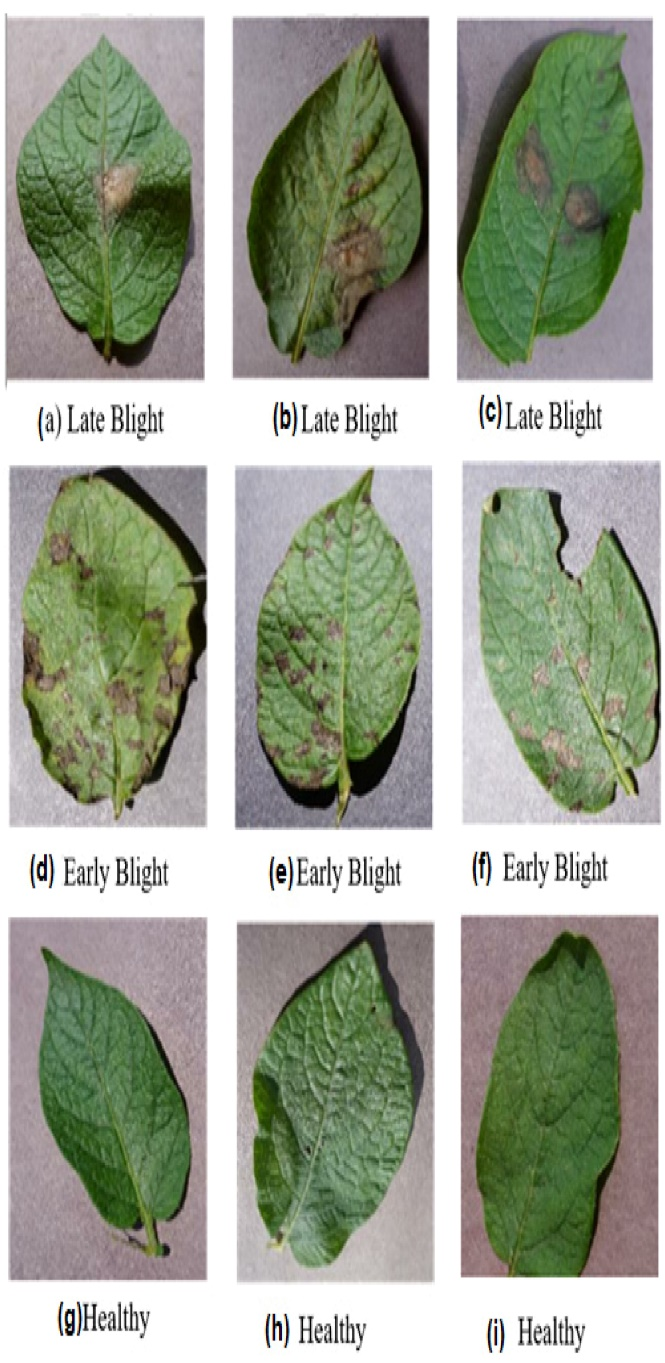 (a) Late Blight
(b) Late Blight
(c) Late Blight
(d) Early Blight
(e) Early Blight
(f) Early Blight
(g) Healthy
(h) Healthy
(i) Healthy